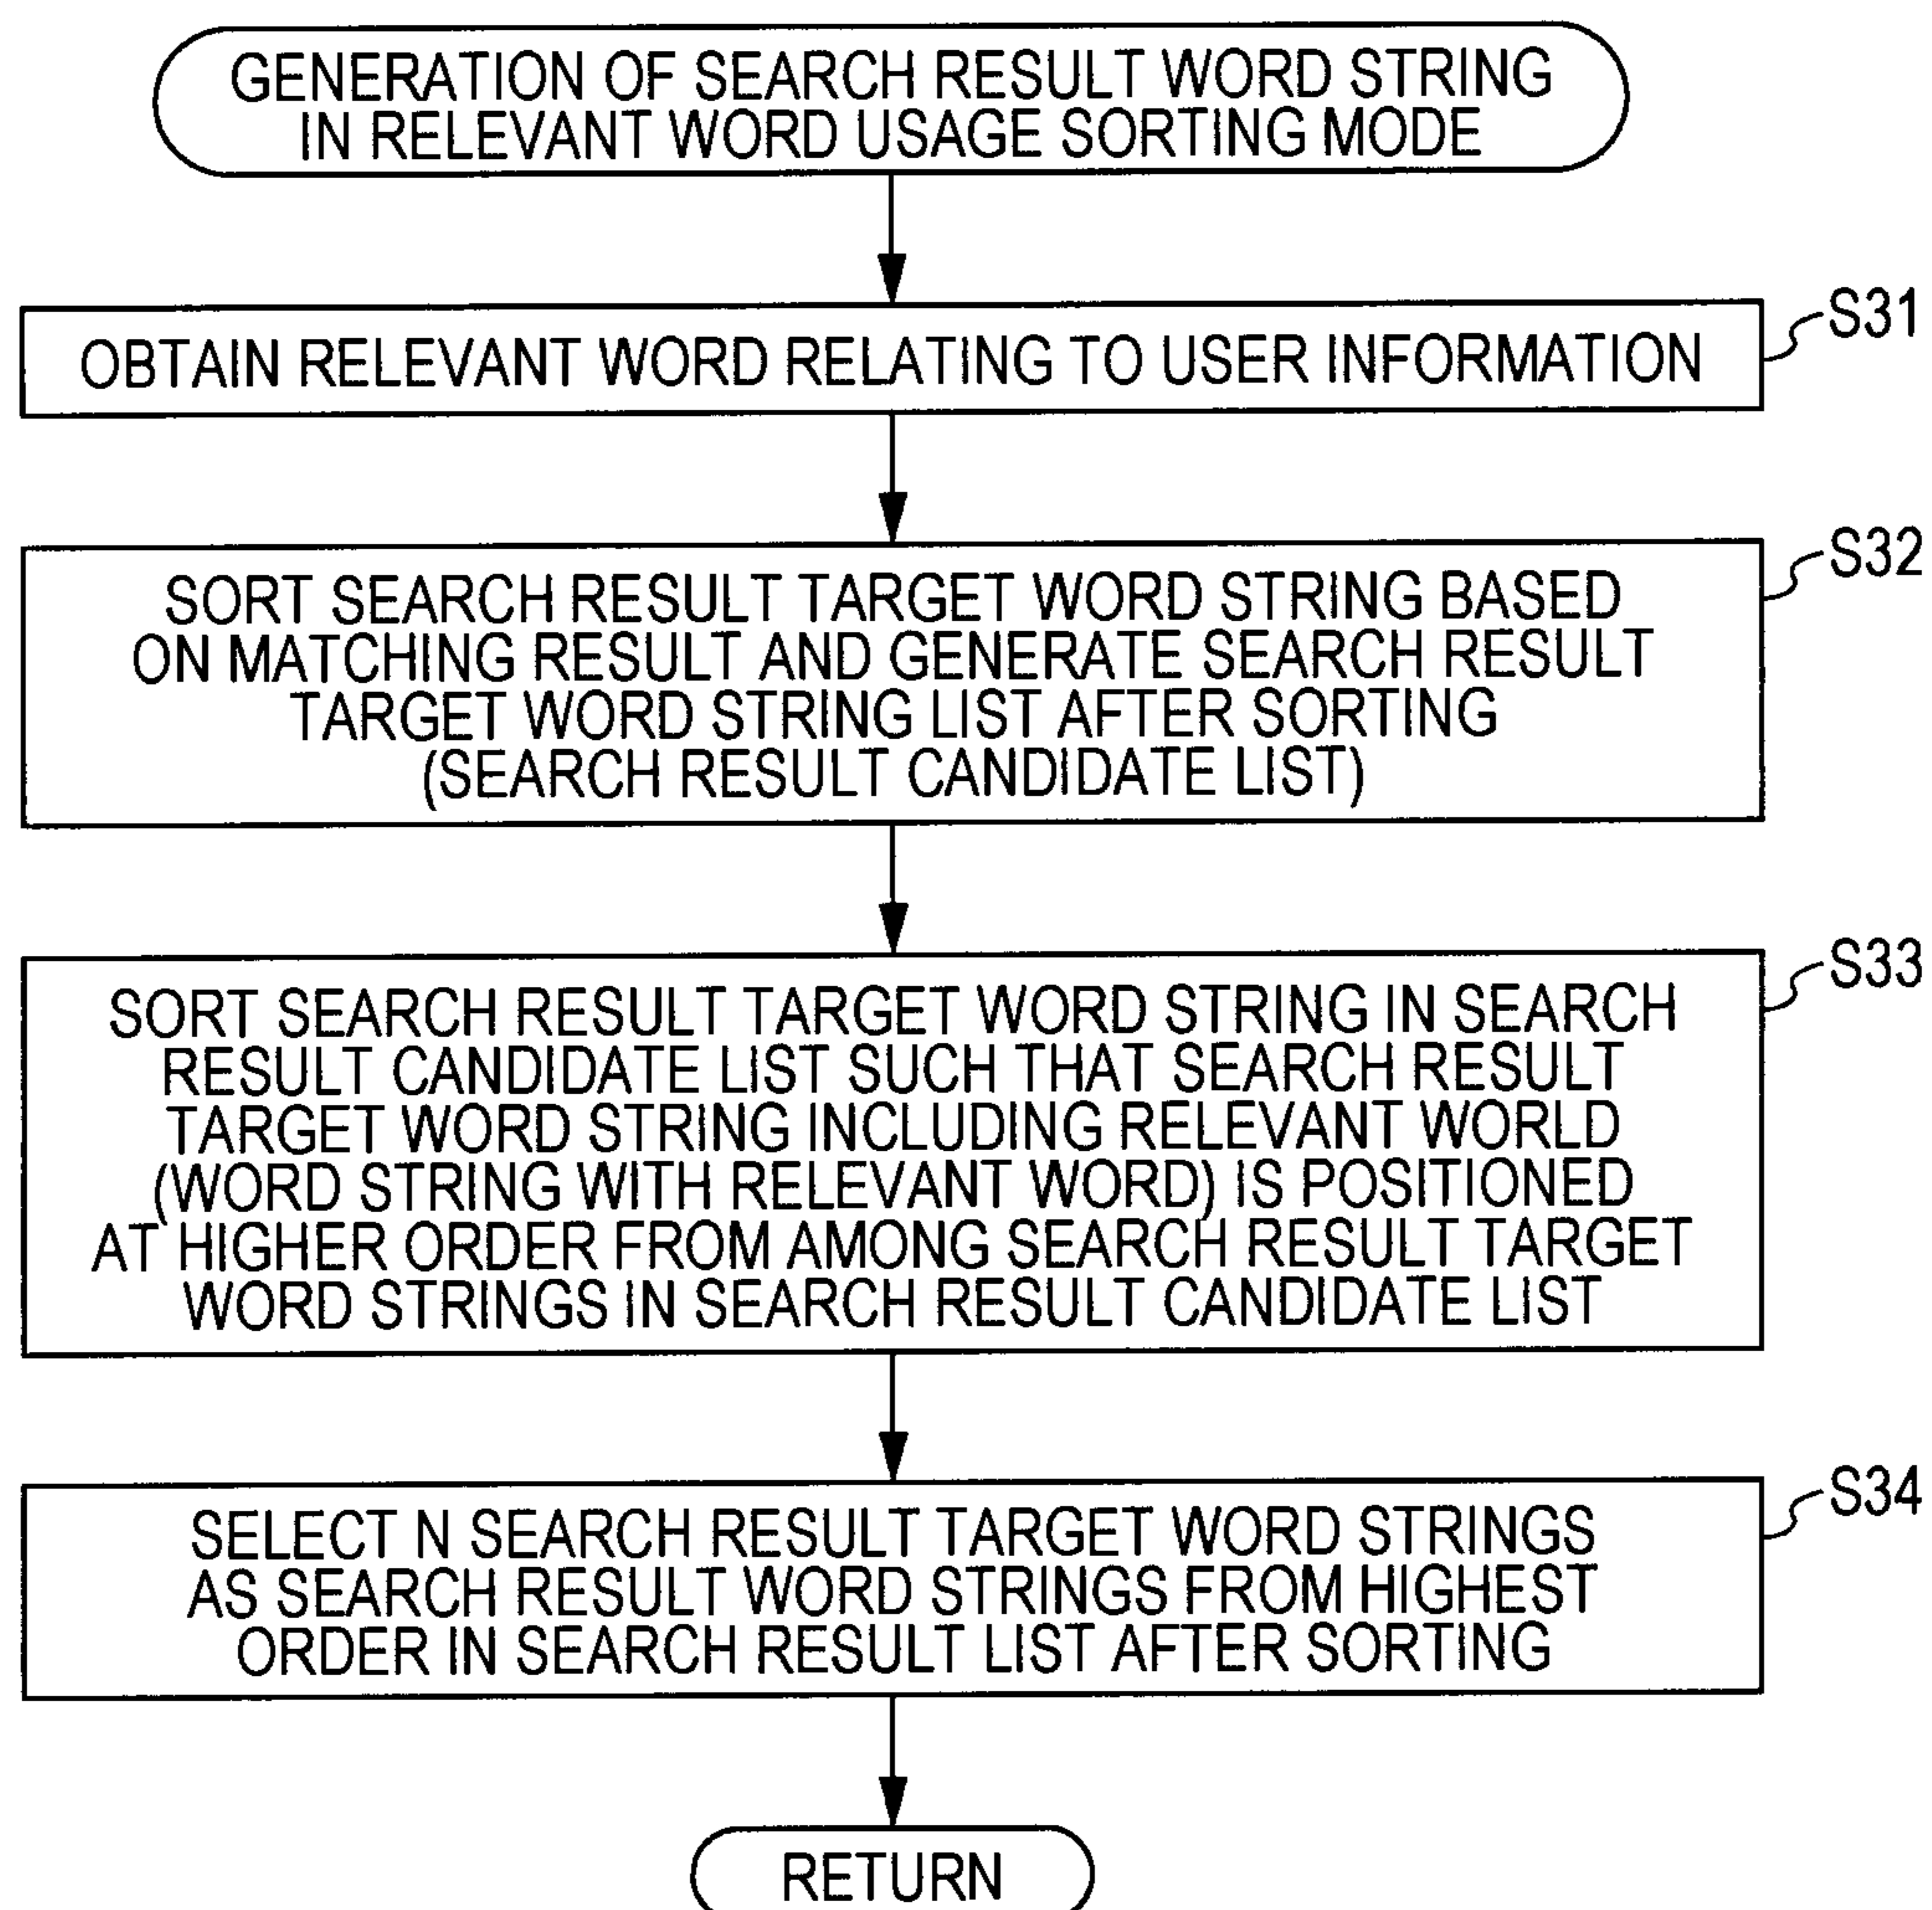 GENERATION OF SEARCH RESULT WORD STRING
IN RELEVANT WORD USAGE SORTING MODE
S31
OBTAIN RELEVANT WORD RELATING TO USER INFORMATION
S32
SORT SEARCH RESULT TARGET WORD STRING BASED
ON MATCHING RESULT AND GENERATE SEARCH RESULT
TARGET WORD STRING LIST AFTER SORTING
(SEARCH RESULT CANDIDATE LIST)
S33
SORT SEARCH RESULT TARGET WORD STRING IN SEARCH
RESULT CANDIDATE LIST SUCH THAT SEARCH RESULT
TARGET WORD STRING INCLUDING RELEVANT WORLD
(WORD STRING WITH RELEVANT WORD) IS POSITIONED
AT HIGHER ORDER FROM AMONG SEARCH RESULT TARGET
WORD STRINGS IN SEARCH RESULT CANDIDATE LIST
S34
SELECT N SEARCH RESULT TARGET WORD STRINGS
AS SEARCH RESULT WORD STRINGS FROM HIGHEST
ORDER IN SEARCH RESULT LIST AFTER SORTING
RETURN